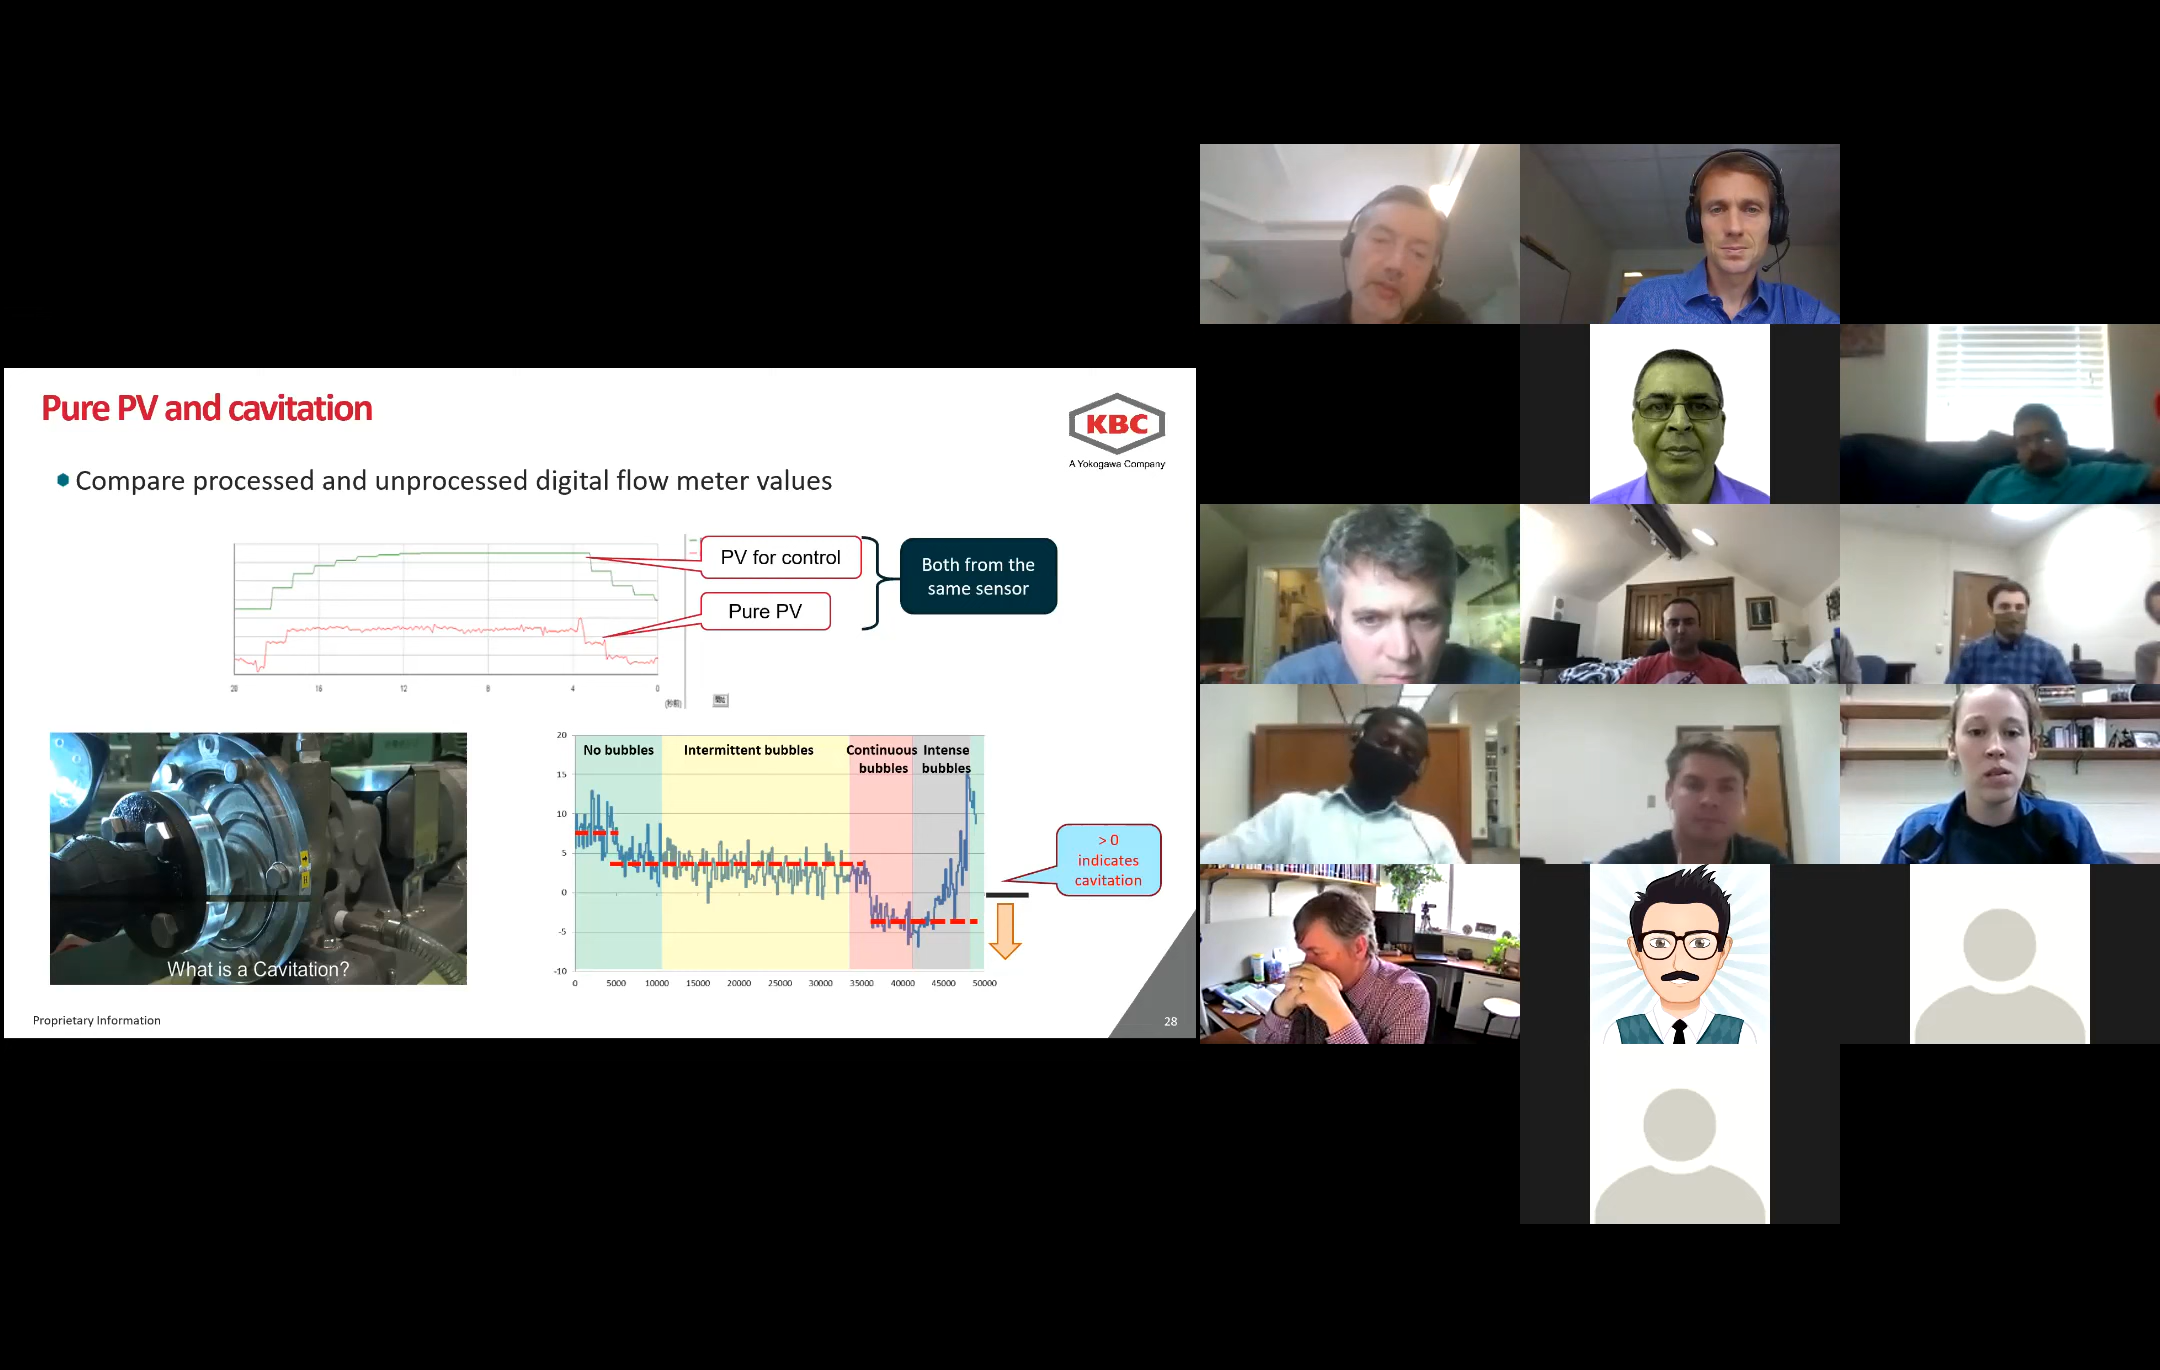 Pure PV and cavitation
KBC
A Yokogawa Company
Compare processed and unprocessed digital flow meter values
PV for control
Pure PV
Both from the
same sensor
20
16
12
8
4
0
What is a Cavitation?
No bubbles
Intermittent bubbles
Continuous
bubbles
Intense
bubbles
20
15
10
5
0
-5
-10
0
5000
10000
15000
20000
25000
30000
35000
40000
45000
50000
> 0
indicates
cavitation
Proprietary Information
28